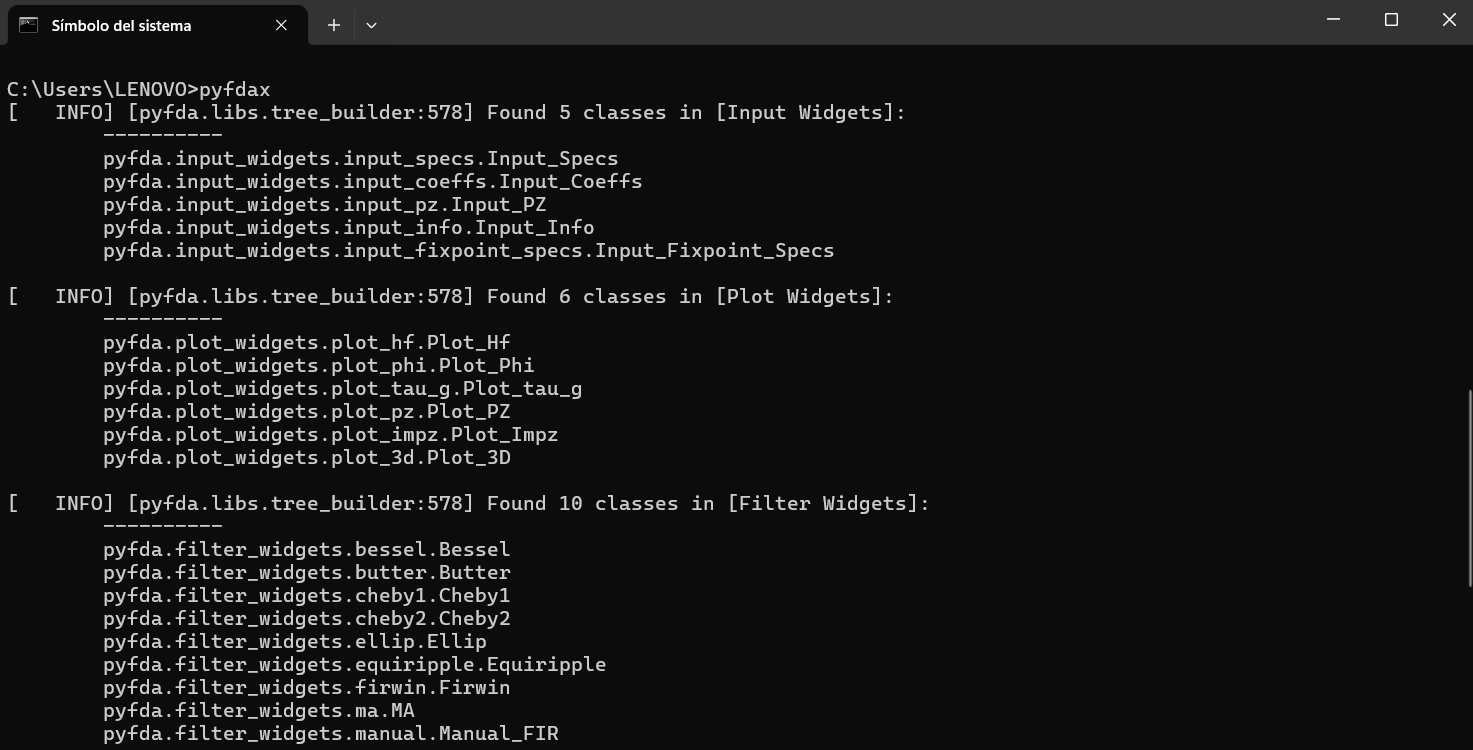 Símbolo del sistema
C:\Users\LENOVO>pyfdax
[   INFO] [pyfda.libs.tree_builder:578] Found 5 classes in [Input Widgets]:
        ----------
        pyfda.input_widgets.input_specs.Input_Specs
        pyfda.input_widgets.input_coeffs.Input_Coeffs
        pyfda.input_widgets.input_pz.Input_PZ
        pyfda.input_widgets.input_info.Input_Info
        pyfda.input_widgets.input_fixpoint_specs.Input_Fixpoint_Specs
[   INFO] [pyfda.libs.tree_builder:578] Found 6 classes in [Plot Widgets]:
        ----------
        pyfda.plot_widgets.plot_hf.Plot_Hf
        pyfda.plot_widgets.plot_phi.Plot_Phi
        pyfda.plot_widgets.plot_tau_g.Plot_tau_g
        pyfda.plot_widgets.plot_pz.Plot_PZ
        pyfda.plot_widgets.plot_impz.Plot_Impz
        pyfda.plot_widgets.plot_3d.Plot_3D
[   INFO] [pyfda.libs.tree_builder:578] Found 10 classes in [Filter Widgets]:
        ----------
        pyfda.filter_widgets.bessel.Bessel
        pyfda.filter_widgets.butter.Butter
        pyfda.filter_widgets.cheby1.Cheby1
        pyfda.filter_widgets.cheby2.Cheby2
        pyfda.filter_widgets.ellip.Ellip
        pyfda.filter_widgets.equiripple.Equiripple
        pyfda.filter_widgets.firwin.Firwin
        pyfda.filter_widgets.ma.MA
        pyfda.filter_widgets.manual.Manual_FIR